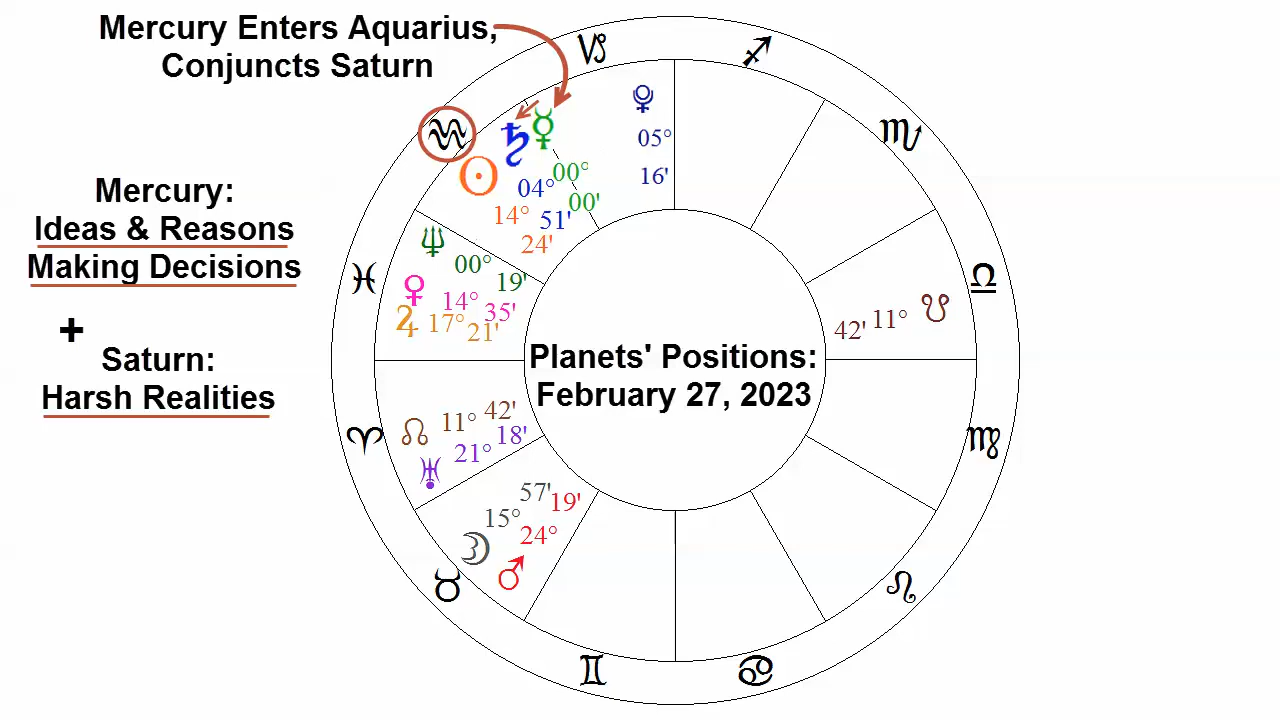 Mercury Enters Aquarius,
Conjuncts Saturn
Mercury:
Ideas & Reasons
Making Decisions
+
Saturn:
Harsh Realities
Planets' Positions:
February 27, 2023
♑ ♐
♒ ♏
♓ ♎
♈ ♍
♉ ♌
♊ ♋
♇ 05° 16'
☿ 00° 00'
♄ 04° 51'
☉ 14° 24'
♆ 00° 19'
♀ 14° 35'
♃ 17° 21'
☊ 11° 42'
♅ 21° 18'
☽ 15° 57'
♂ 24° 19'
42' 11° ☋